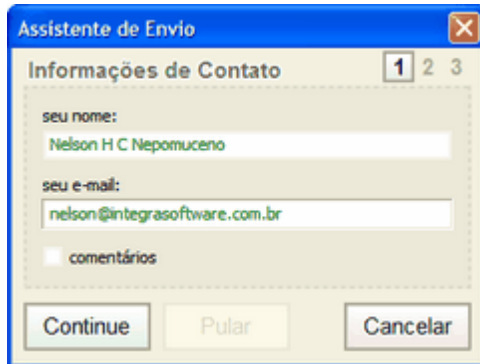 Assistente de Envio
Informações de Contato 1 2 3
seu nome:
Nelson H C Nepomuceno
seu e-mail:
nelson@integrasoftware.com.br
comentários
Continue Pular Cancelar